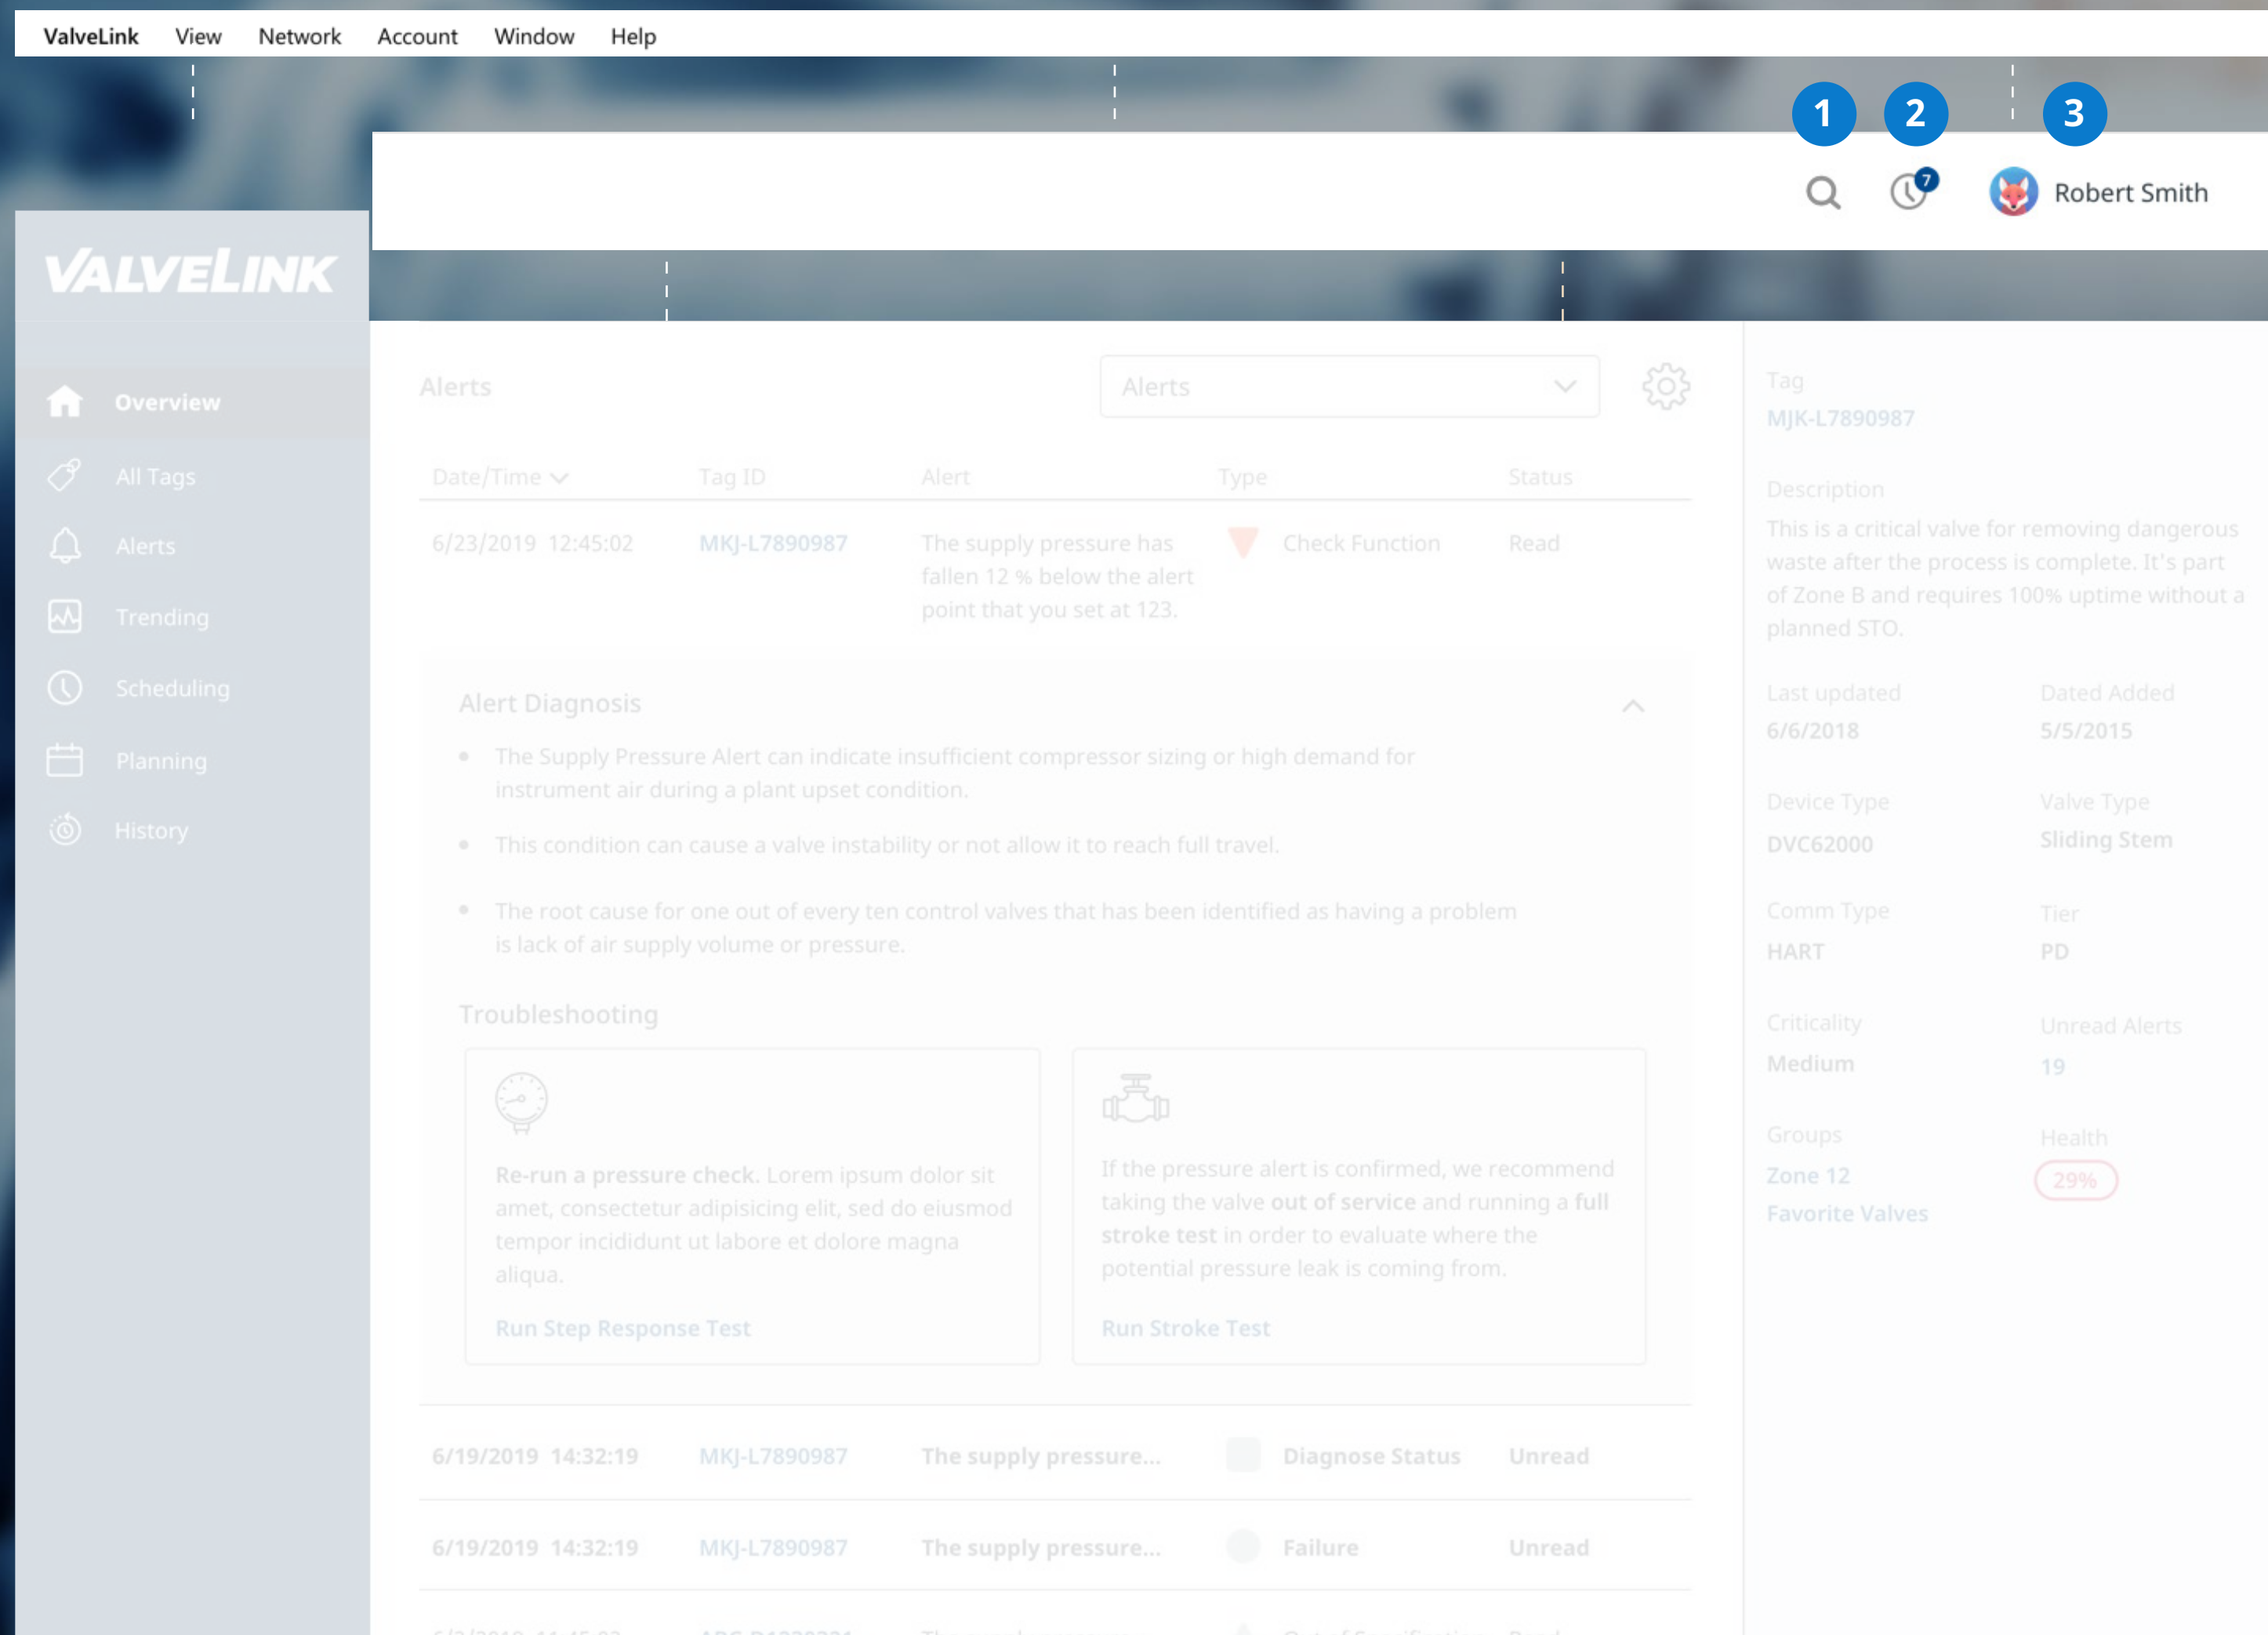 ValveLink View Network Account Window Help
1 2 3
7 Robert Smith
VALVELINK
Overview
All Tags
Alerts
Trending
Scheduling
Planning
History
Alerts
Alerts
Date/Time Tag ID Alert Type Status
6/23/2019 12:45:02 MKJ-L7890987 The supply pressure has Check Function Read
fallen 12 % below the alert
point that you set at 123.
Alert Diagnosis
The Supply Pressure Alert can indicate insufficient compressor sizing or high demand for
instrument air during a plant upset condition.
This condition can cause a valve instability or not allow it to reach full travel.
The root cause for one out of every ten control valves that has been identified as having a problem
is lack of air supply volume or pressure.
Troubleshooting
Re-run a pressure check. Lorem ipsum dolor sit
amet, consectetur adipisicing elit, sed do eiusmod
tempor incididunt ut labore et dolore magna
aliqua.
Run Step Response Test
If the pressure alert is confirmed, we recommend
taking the valve out of service and running a full
stroke test in order to evaluate where the
potential pressure leak is coming from.
Run Stroke Test
6/19/2019 14:32:19 MKJ-L7890987 The supply pressure... Diagnose Status Unread
6/19/2019 14:32:19 MKJ-L7890987 The supply pressure... Failure Unread
Tag
MJK-L7890987
Description
This is a critical valve for removing dangerous
waste after the process is complete. It's part
of Zone B and requires 100% uptime without a
planned STO.
Last updated Dated Added
6/6/2018 5/5/2015
Device Type Valve Type
DVC62000 Sliding Stem
Comm Type Tier
HART PD
Criticality Unread Alerts
Medium 19
Groups Health
Zone 12 29%
Favorite Valves